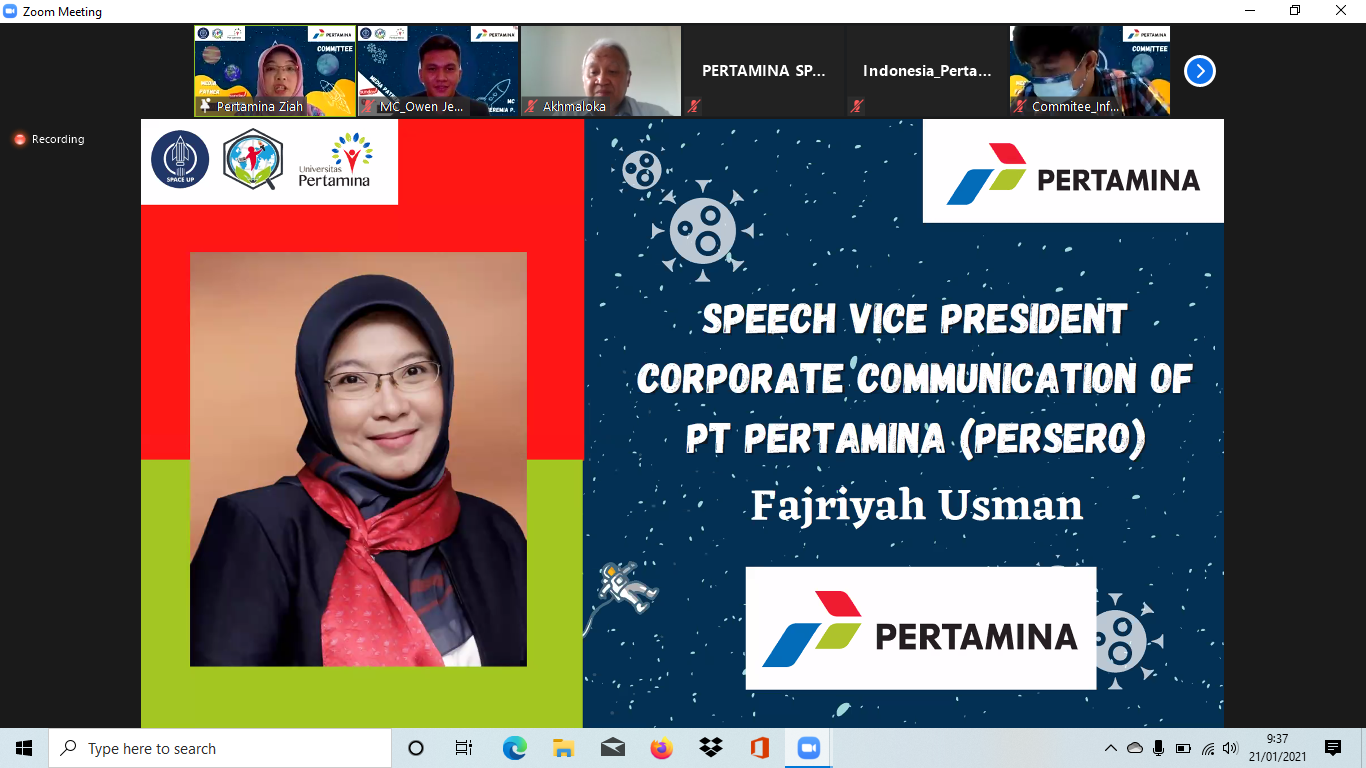 Zoom Meeting
PERTAMINA
COMMITTEE
Pertamina Ziah
PERTAMINA
MC_Owen Je...
Akhmaloka
PERTAMINA SP...
Indonesia_Perta...
PERTAMINA
COMMITTEE
Commitee_Inf...
Recording
SPACE UP
Universitas
Pertamina
PERTAMINA
SPEECH VICE PRESIDENT
CORPORATE COMMUNICATION OF
PT PERTAMINA (PERSERO)
Fajriyah Usman
PERTAMINA
Type here to search
9:37
21/01/2021